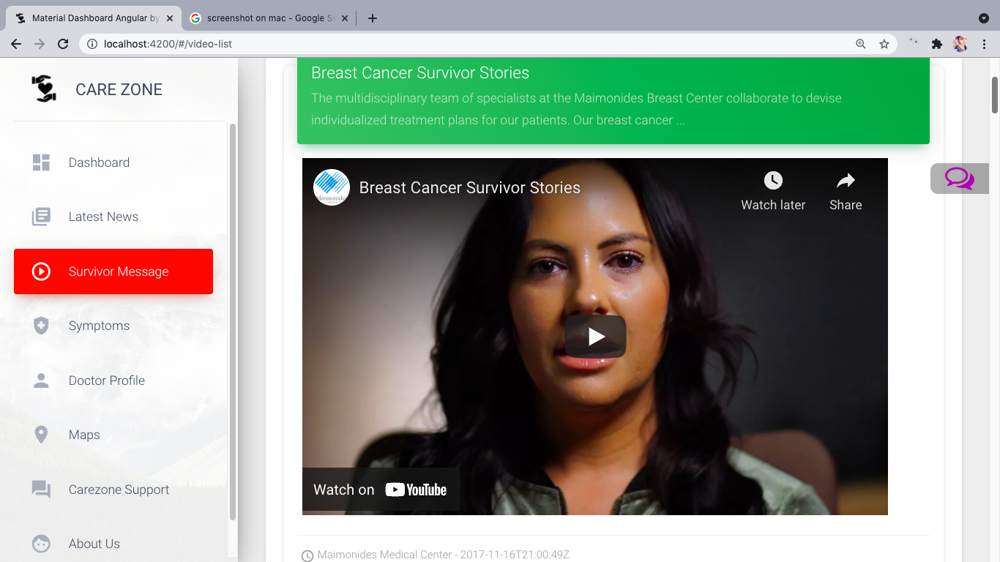 Material Dashboard Angular by
screenshot on mac - Google S
localhost:4200/#/video-list
CARE ZONE
Dashboard
Latest News
Survivor Message
Symptoms
Doctor Profile
Maps
Carezone Support
About Us
Breast Cancer Survivor Stories
The multidisciplinary team of specialists at the Maimonides Breast Center collaborate to devise
individualized treatment plans for our patients. Our breast cancer ...
Maimonides
Breast Cancer Survivor Stories
Watch later
Share
Watch on YouTube
Maimonides Medical Center - 2017-11-16T21:00:49Z